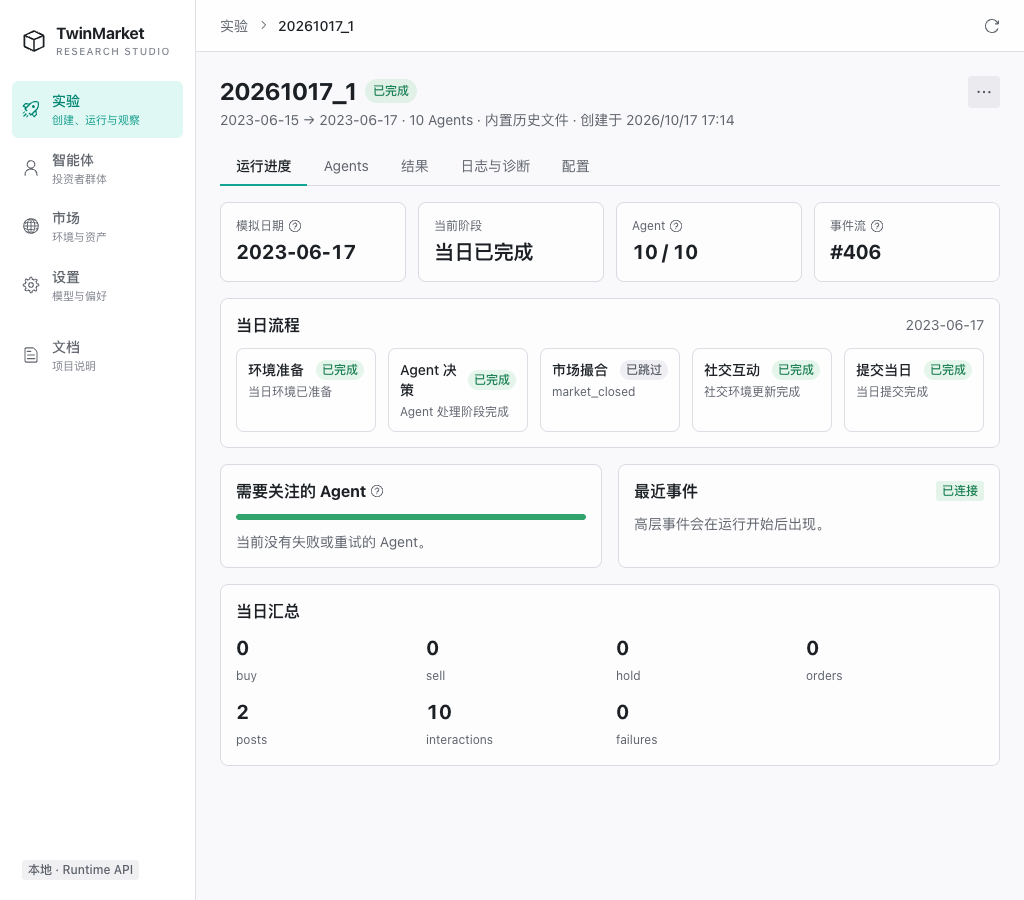 TwinMarket
RESEARCH STUDIO
实验
创建、运行与观察
智能体
投资者群体
市场
环境与资产
设置
模型与偏好
文档
项目说明
本地 · Runtime API
实验 > 20261017_1
20261017_1 已完成
...
2023-06-15 → 2023-06-17 · 10 Agents · 内置历史文件 · 创建于 2026/10/17 17:14
运行进度 Agents 结果 日志与诊断 配置
模拟日期 ?
2023-06-17
当前阶段
当日已完成
Agent ?
10 / 10
事件流 ?
#406
当日流程 2023-06-17
环境准备 已完成
当日环境已准备
Agent 决
策
已完成
Agent 处理阶段完成
市场撮合 已跳过
market_closed
社交互动 已完成
社交环境更新完成
提交当日 已完成
当日提交完成
需要关注的 Agent ?
当前没有失败或重试的 Agent。
最近事件 已连接
高层事件会在运行开始后出现。
当日汇总
0
buy
0
sell
0
hold
0
orders
2
posts
10
interactions
0
failures